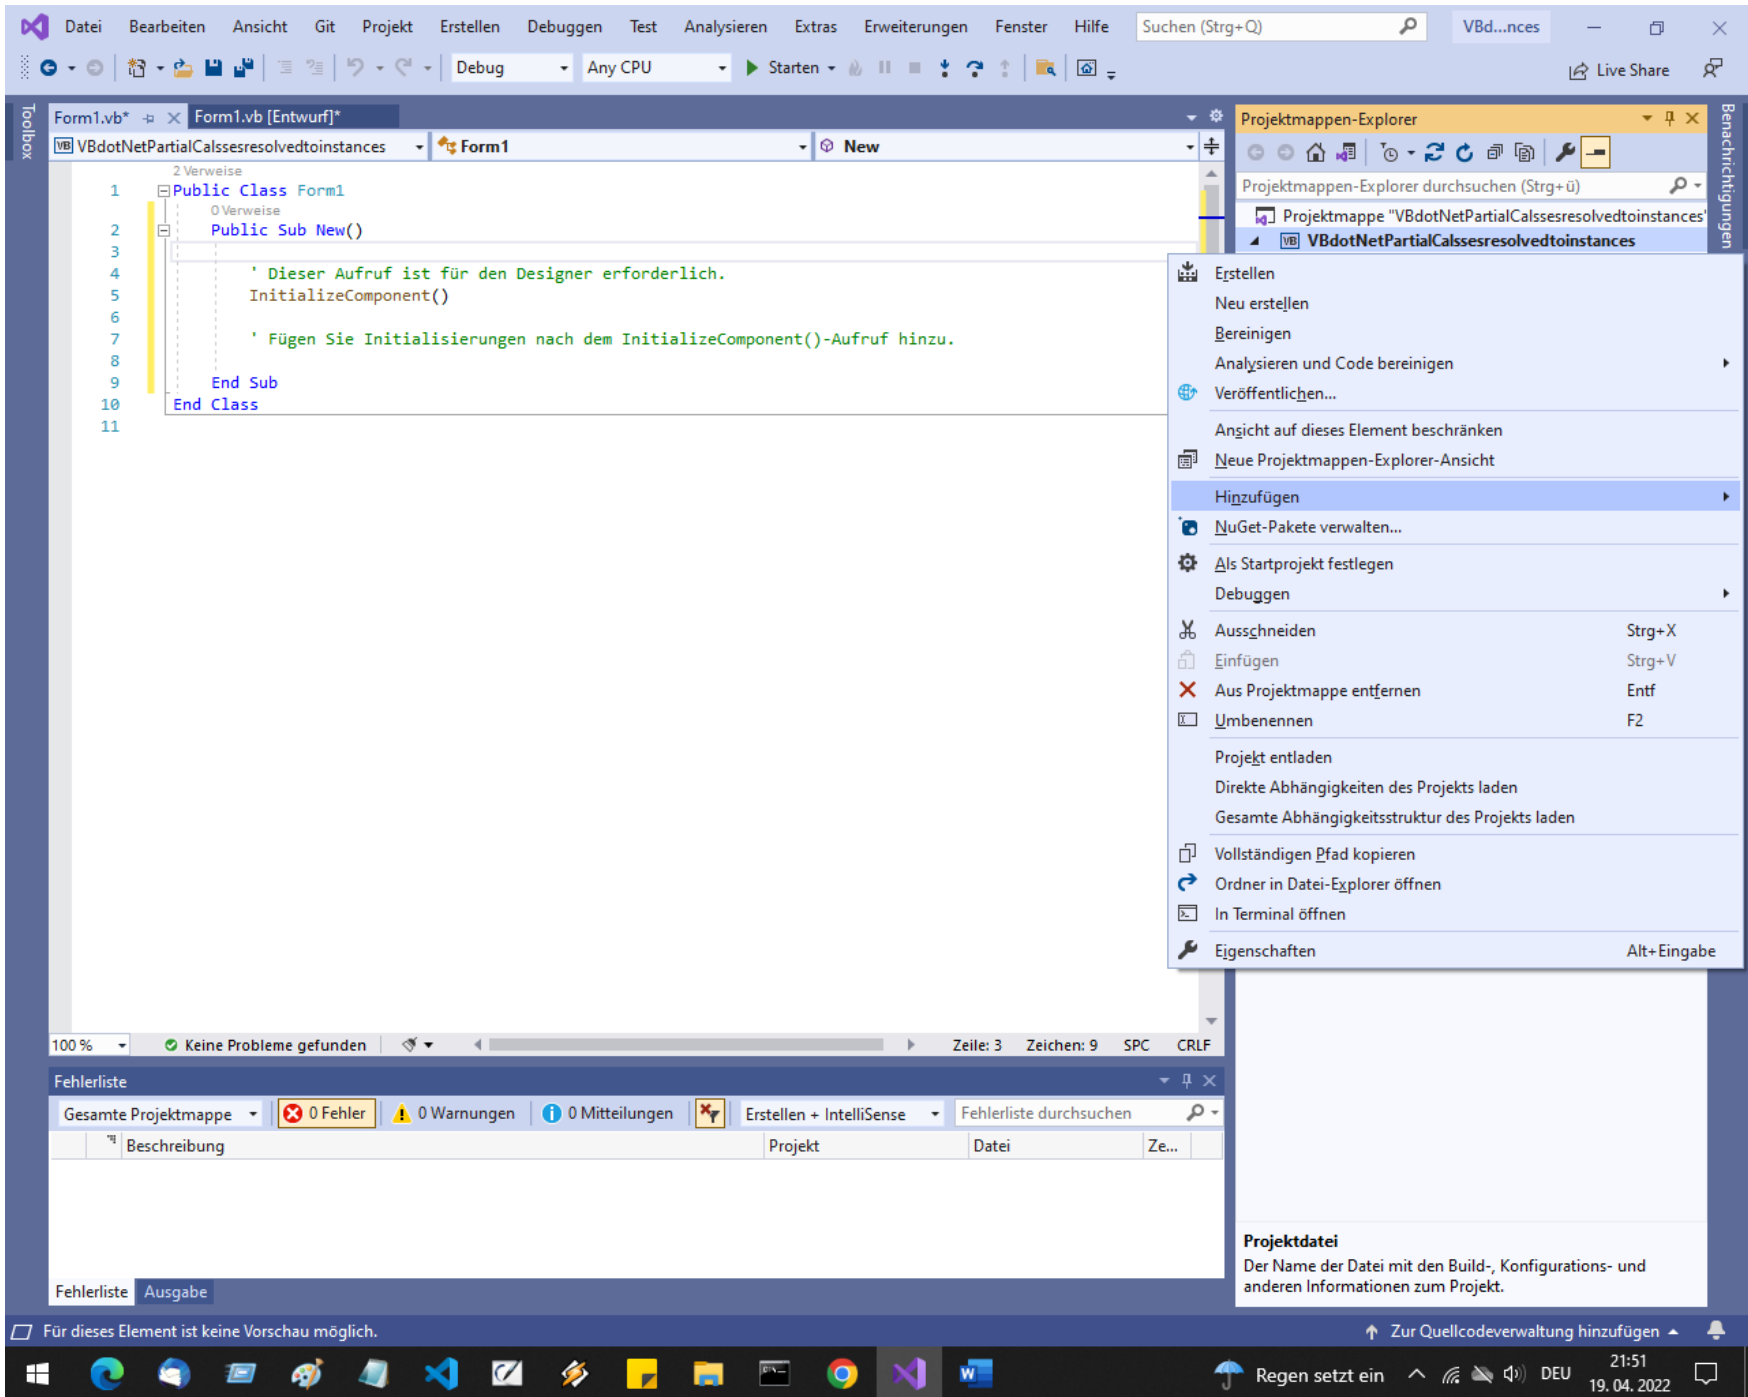 Datei Bearbeiten Ansicht Git Projekt Erstellen Debuggen Test Analysieren Extras Erweiterungen Fenster Hilfe Suchen (Strg+Q) VBd...nces
Debug Any CPU Starten Live Share
Toolbox
Form1.vb* Form1.vb [Entwurf]*
VBdotNetPartialCalssesresolvedtoinstances Form1 New
2 Verweise
1 Public Class Form1
0 Verweise
2 Public Sub New()
3
4 ' Dieser Aufruf ist für den Designer erforderlich.
5 InitializeComponent()
6
7 ' Fügen Sie Initialisierungen nach dem InitializeComponent()-Aufruf hinzu.
8
9 End Sub
10 End Class
11
100 % Keine Probleme gefunden Zeile: 3 Zeichen: 9 SPC CRLF
Projektmappen-Explorer
Projektmappen-Explorer durchsuchen (Strg+ü)
Projektmappe "VBdotNetPartialCalssesresolvedtoinstances"
VBdotNetPartialCalssesresolvedtoinstances
Benachrichtigungen
Erstellen
Neu erstellen
Bereinigen
Analysieren und Code bereinigen
Veröffentlichen...
Ansicht auf dieses Element beschränken
Neue Projektmappen-Explorer-Ansicht
Hinzufügen
NuGet-Pakete verwalten...
Als Startprojekt festlegen
Debuggen
Ausschneiden Strg+X
Einfügen Strg+V
Aus Projektmappe entfernen Entf
Umbenennen F2
Projekt entladen
Direkte Abhängigkeiten des Projekts laden
Gesamte Abhängigkeitsstruktur des Projekts laden
Vollständigen Pfad kopieren
Ordner in Datei-Explorer öffnen
In Terminal öffnen
Eigenschaften Alt+Eingabe
Fehlerliste
Gesamte Projektmappe 0 Fehler 0 Warnungen 0 Mitteilungen Erstellen + IntelliSense Fehlerliste durchsuchen
Beschreibung Projekt Datei Ze...
Fehlerliste Ausgabe
Projektdatei
Der Name der Datei mit den Build-, Konfigurations- und
anderen Informationen zum Projekt.
Für dieses Element ist keine Vorschau möglich. Zur Quellcodeverwaltung hinzufügen
Regen setzt ein DEU 21:51
19. 04. 2022